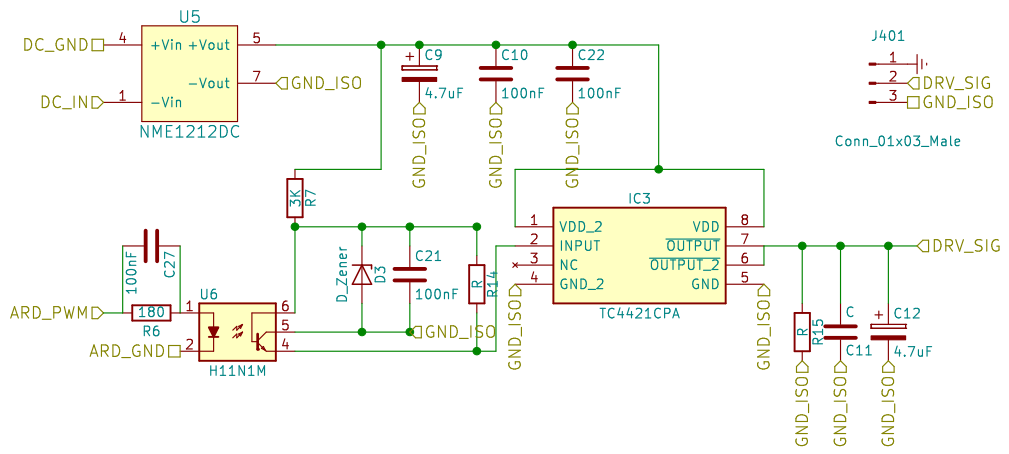 U5
DC_GND
4
+Vin
+Vout
5
-Vout
7
GND_ISO
DC_IN
1
-Vin
NME1212DC
C9
+
4.7uF
GND_ISO
C10
100nF
GND_ISO
C22
100nF
GND_ISO
J401
1
2
DRV_SIG
3
GND_ISO
Conn_01x03_Male
3K
R7
100nF
C27
ARD_PWM
180
R6
ARD_GND
U6
1
2
6
5
4
H11N1M
D_Zener
D3
C21
100nF
GND_ISO
R
R14
IC3
1
VDD_2
VDD
8
2
INPUT
OUTPUT
7
3
NC
OUTPUT_2
6
4
GND_2
GND
5
TC4421CPA
GND_ISO
GND_ISO
DRV_SIG
R
R15
GND_ISO
C
C11
GND_ISO
+
C12
4.7uF
GND_ISO